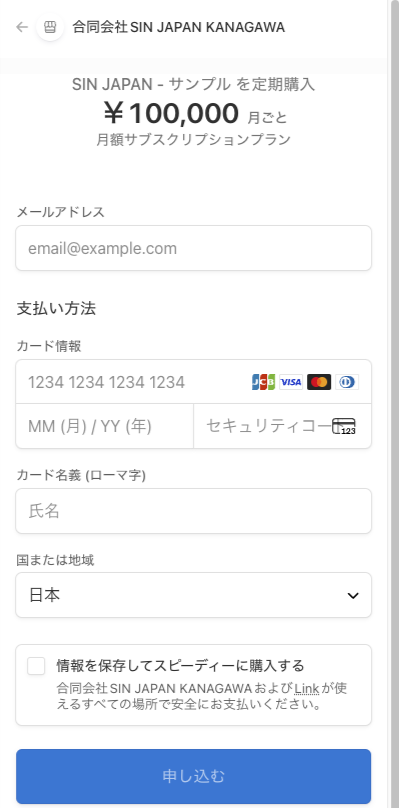 合同会社SIN JAPAN KANAGAWA
SIN JAPAN - サンプル を定期購入
￥100,000 月ごと
月額サブスクリプションプラン
メールアドレス
email@example.com
支払い方法
カード情報
1234 1234 1234 1234 JCB VISA
MM (月) / YY (年) セキュリティコー 123
カード名義 (ローマ字)
氏名
国または地域
日本
情報を保存してスピーディーに購入する
合同会社SIN JAPAN KANAGAWAおよびLinkが使
えるすべての場所で安全にお支払いください。
申し込む